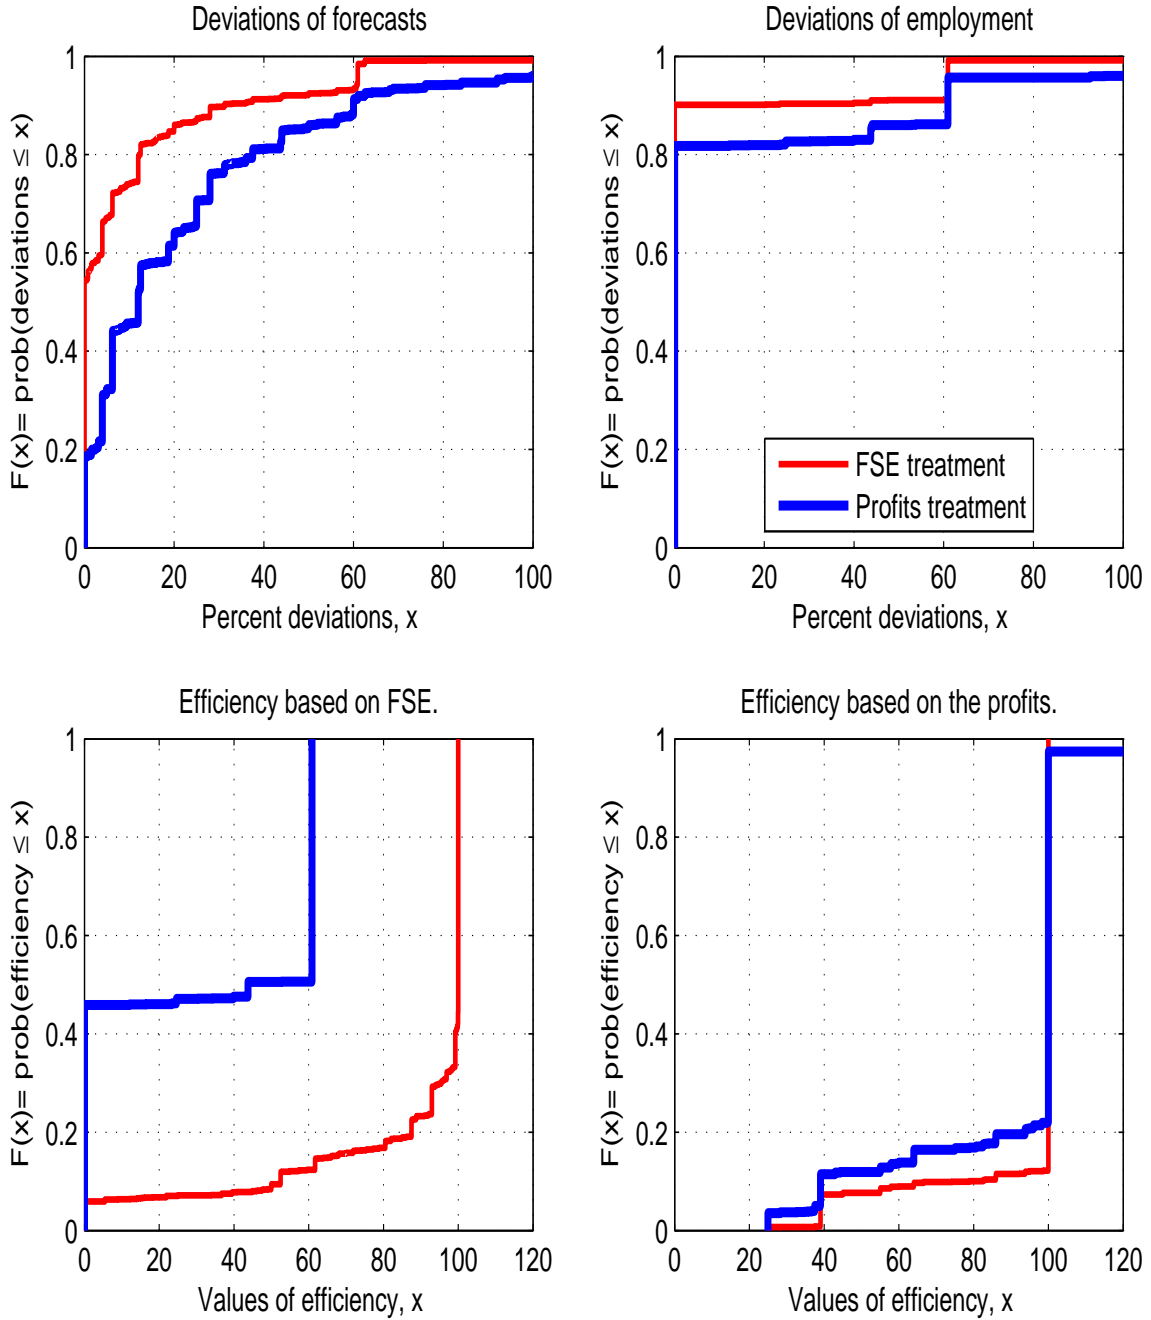 Deviations of forecasts
F(x)= prob(deviations ≤ x)
1
0.8
0.6
0.4
0.2
0
0 20 40 60 80 100
Percent deviations, x
Deviations of employment
F(x)= prob(deviations ≤ x)
1
0.8
0.6
0.4
0.2
0
FSE treatment
Profits treatment
0 20 40 60 80 100
Percent deviations, x
Efficiency based on FSE.
F(x)= prob(efficiency ≤ x)
1
0.8
0.6
0.4
0.2
0
0 20 40 60 80 100 120
Values of efficiency, x
Efficiency based on the profits.
F(x)= prob(efficiency ≤ x)
1
0.8
0.6
0.4
0.2
0
0 20 40 60 80 100 120
Values of efficiency, x